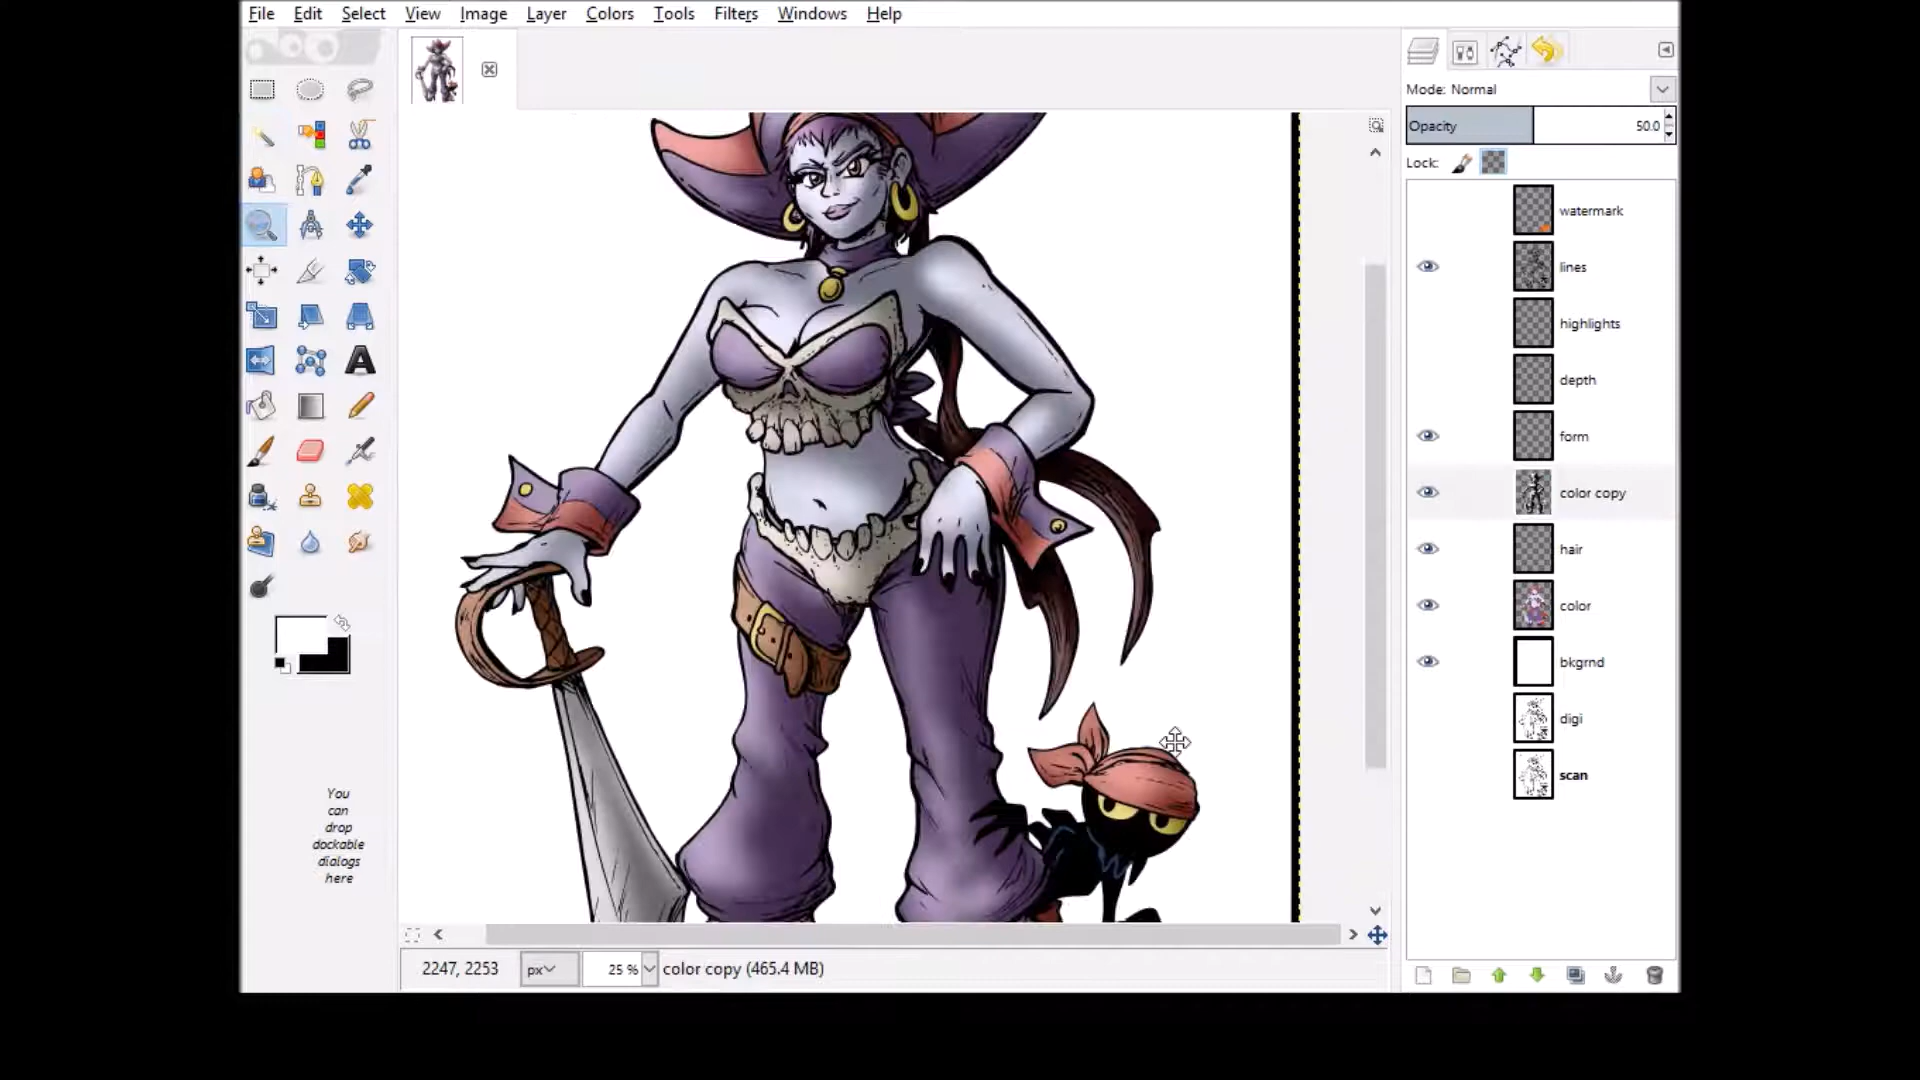 File Edit Select View Image Layer Colors Tools Filters Windows Help
Mode: Normal
Opacity 50.0
Lock:
watermark
lines
highlights
depth
form
color copy
hair
color
bkgrnd
digi
scan
You
can
drop
dockable
dialogs
here
2247, 2253 px 25 % color copy (465.4 MB)